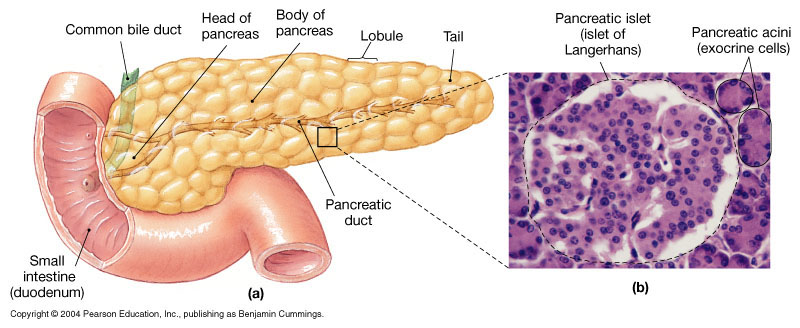 Common bile duct
Head of
pancreas
Body of
pancreas
Lobule
Tail
Pancreatic islet
(islet of
Langerhans)
Pancreatic acini
(exocrine cells)
Pancreatic
duct
Small
intestine
(duodenum)
(a)
(b)
Copyright © 2004 Pearson Education, Inc., publishing as Benjamin Cummings.